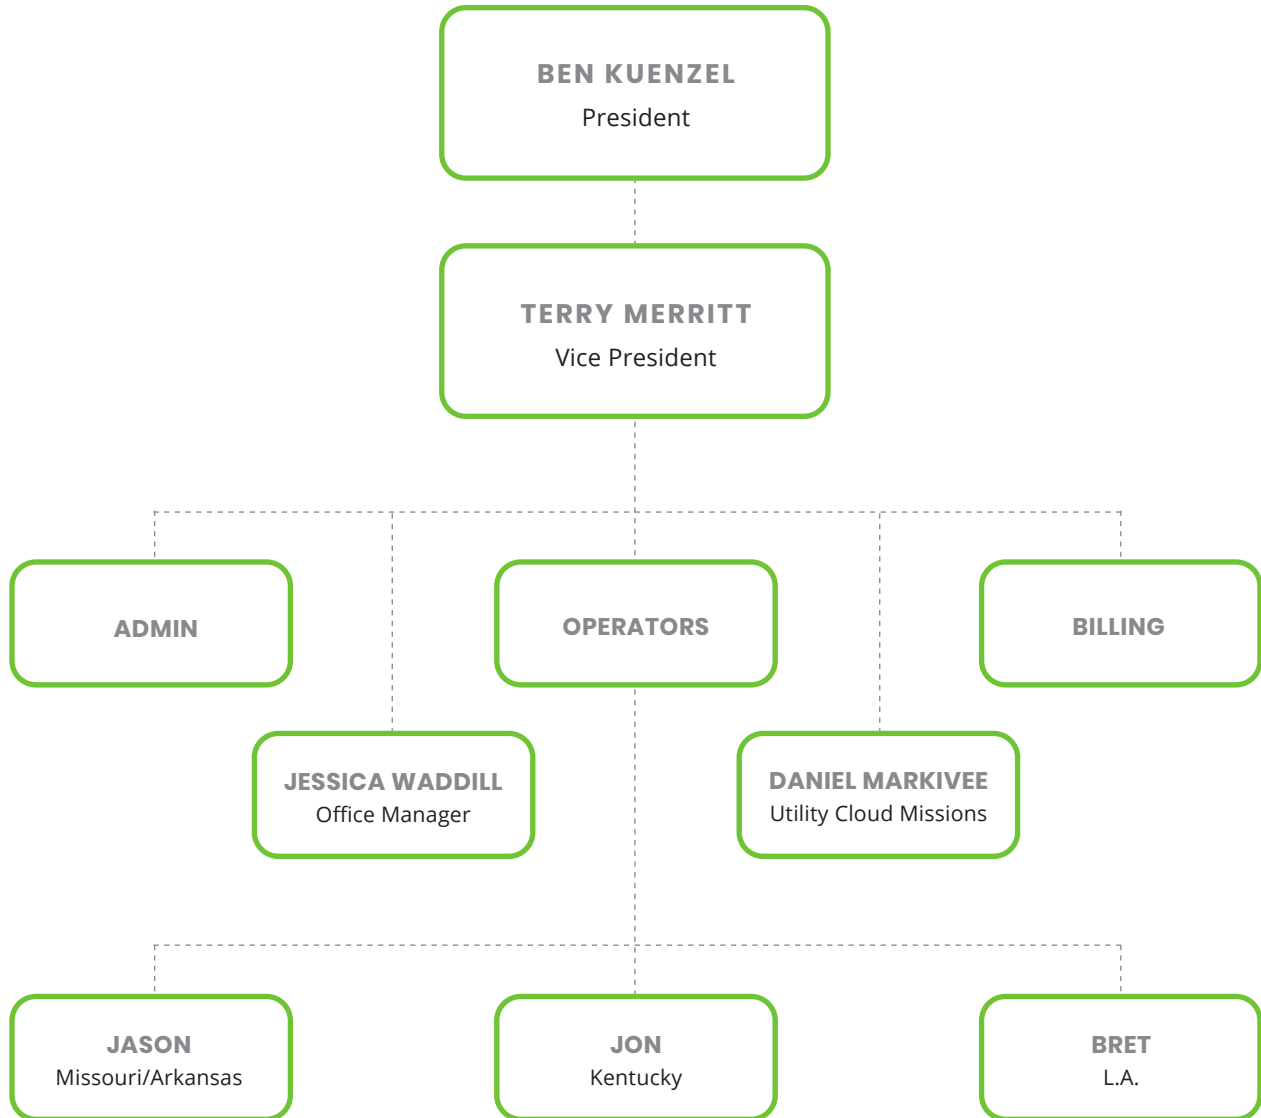 BEN KUENZEL
President
TERRY MERRITT
Vice President
ADMIN
OPERATORS
BILLING
JESSICA WADDILL
Office Manager
DANIEL MARKIVEE
Utility Cloud Missions
JASON
Missouri/Arkansas
JON
Kentucky
BRET
L.A.